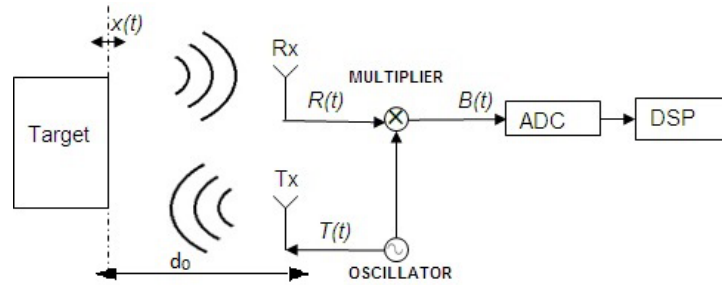 x(t)
Rx
MULTIPLIER
R(t)
B(t)
ADC
DSP
Target
Tx
T(t)
d₀
OSCILLATOR